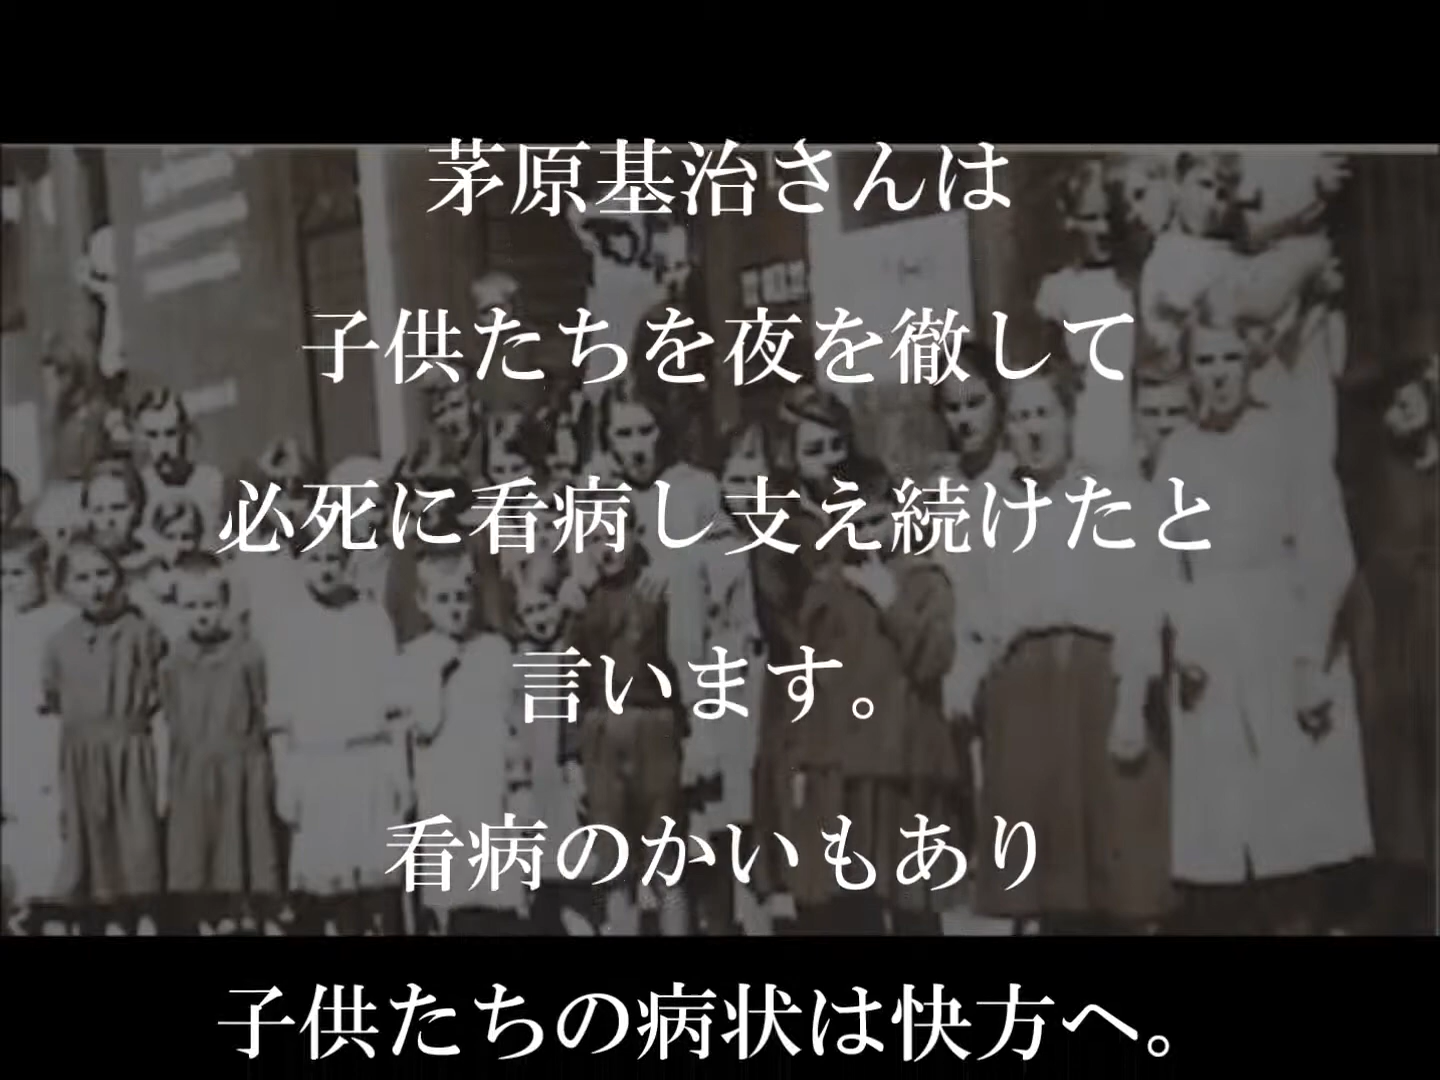 茅原基治さんは
子供たちを夜を徹して
必死に看病し支え続けたと
言います。
看病のかいもあり
子供たちの病状は快方へ。